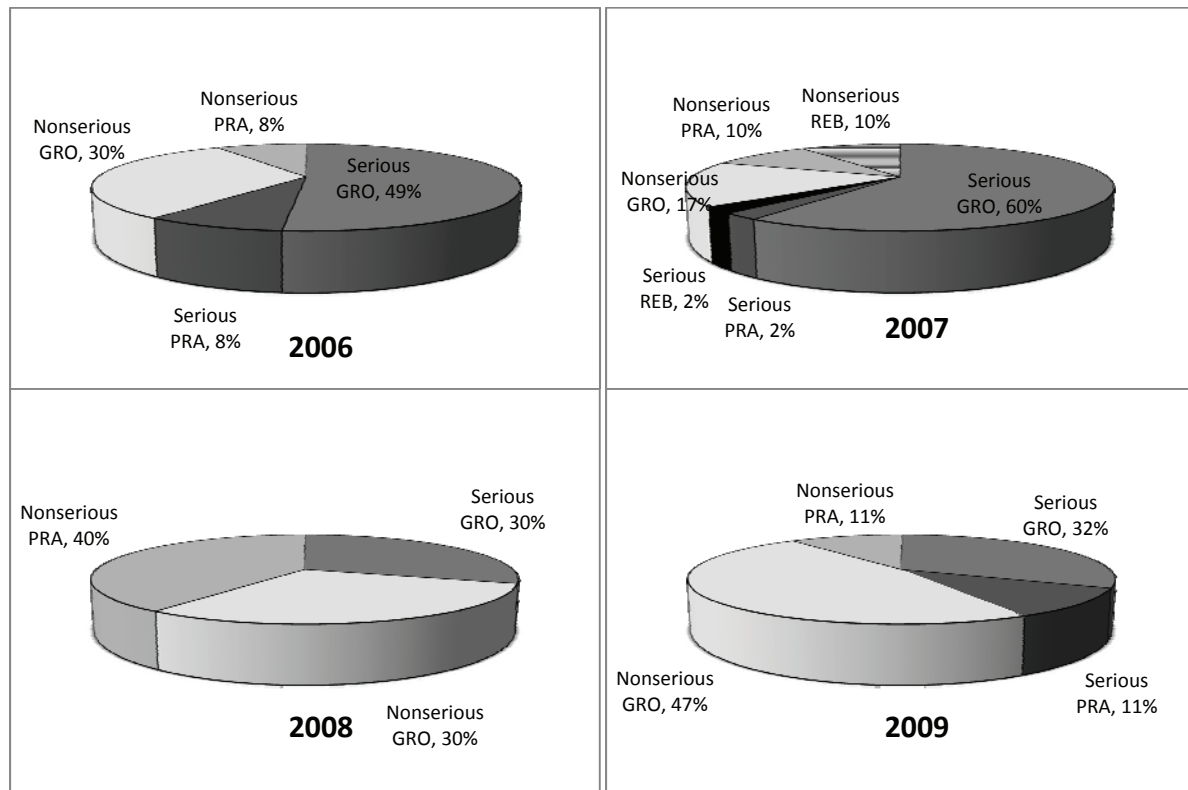 Nonserious
PRA, 8%
Nonserious
GRO, 30%
Serious
GRO, 49%
Serious
PRA, 8%
2006
Nonserious
PRA, 10%
Nonserious
REB, 10%
Nonserious
GRO, 17%
Serious
GRO, 60%
Serious
REB, 2%
Serious
PRA, 2%
2007
Nonserious
PRA, 40%
Serious
GRO, 30%
Nonserious
GRO, 30%
2008
Nonserious
PRA, 11%
Serious
GRO, 32%
Nonserious
GRO, 47%
Serious
PRA, 11%
2009